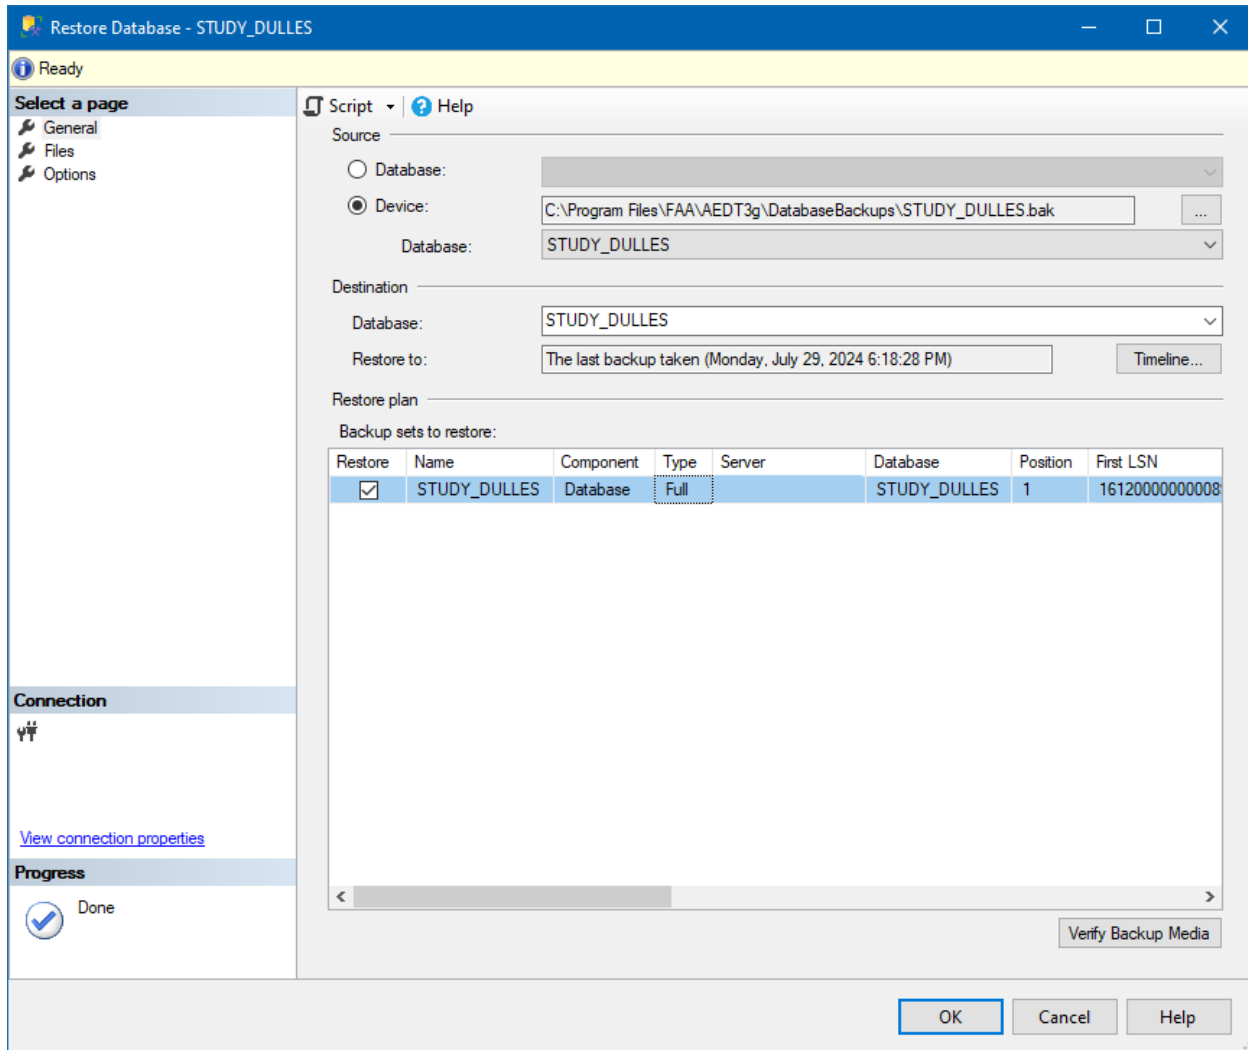 Restore Database - STUDY_DULLES
Ready
Select a page
General
Files
Options
Script
Help
Source
Database:
Device:
C:\Program Files\FAA\AEDT3g\DatabaseBackups\STUDY_DULLES.bak
...
Database:
STUDY_DULLES
Destination
Database:
STUDY_DULLES
Restore to:
The last backup taken (Monday, July 29, 2024 6:18:28 PM)
Timeline...
Restore plan
Backup sets to restore:
Restore Name Component Type Server Database Position First LSN
STUDY_DULLES Database Full STUDY_DULLES 1 16120000000008
Connection
View connection properties
Progress
Done
Verify Backup Media
OK Cancel Help